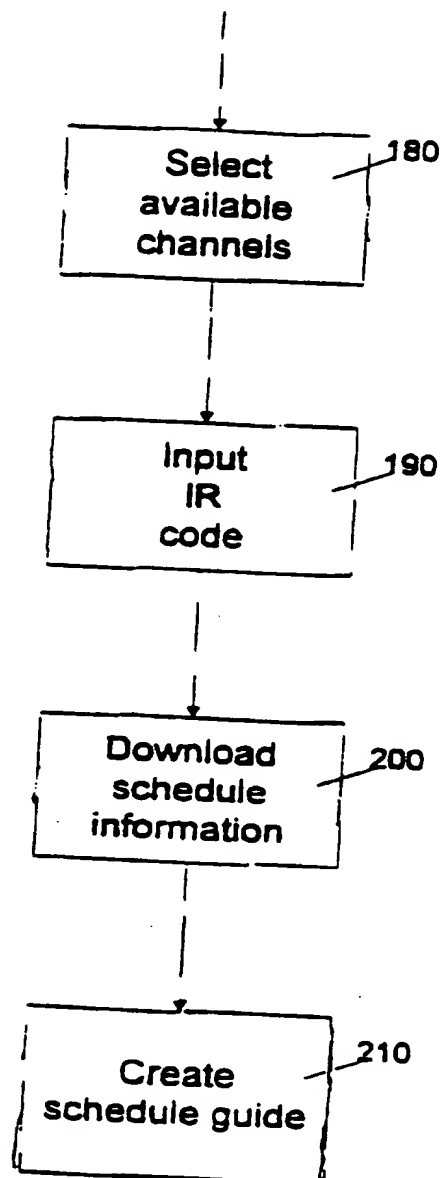 Select
available
channels
180
Input
IR
code
190
Download
schedule
information
200
Create
schedule guide
210